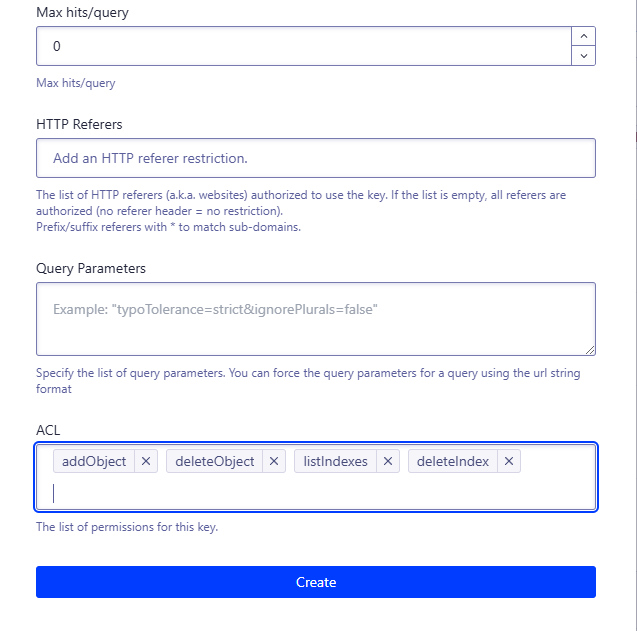 Max hits/query
0
Max hits/query
HTTP Referers
Add an HTTP referer restriction.
The list of HTTP referers (a.k.a. websites) authorized to use the key. If the list is empty, all referers are
authorized (no referer header = no restriction).
Prefix/suffix referers with * to match sub-domains.
Query Parameters
Example: "typoTolerance=strict&ignorePlurals=false"
Specify the list of query parameters. You can force the query parameters for a query using the url string
format
ACL
addObject × deleteObject × listIndexes × deleteIndex ×
The list of permissions for this key.
Create